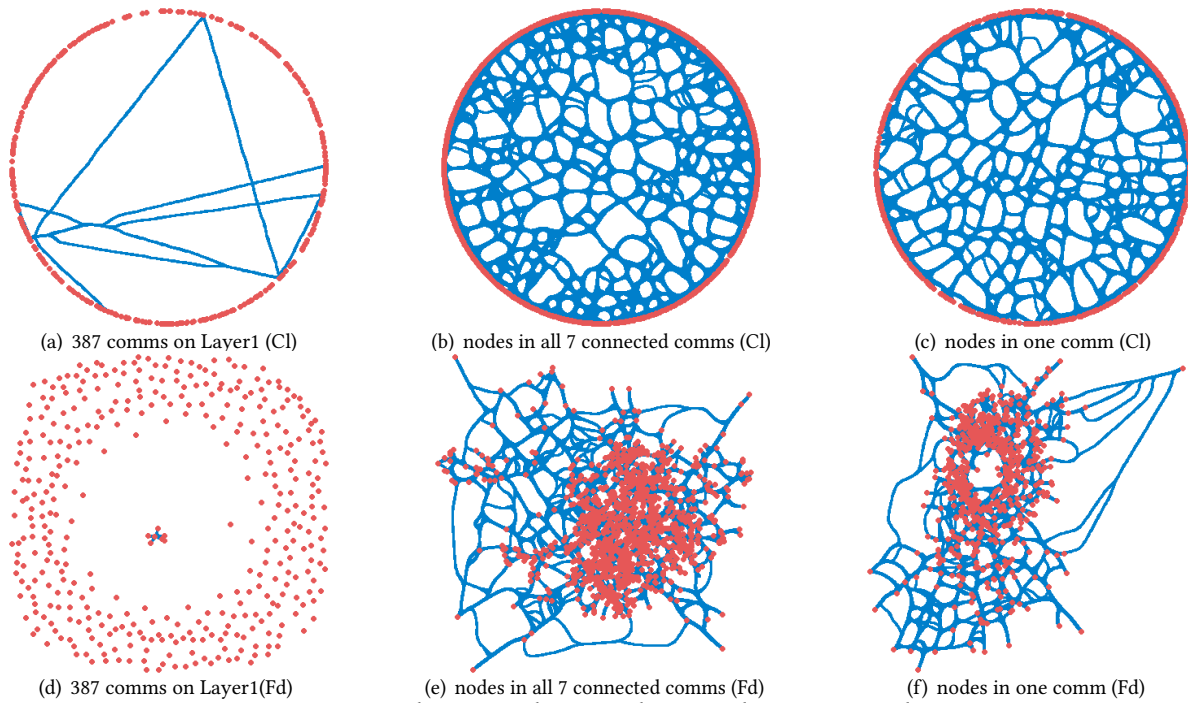 (a) 387 comms on Layer1 (Cl)
(b) nodes in all 7 connected comms (Cl)
(c) nodes in one comm (Cl)
(d) 387 comms on Layer1(Fd)
(e) nodes in all 7 connected comms (Fd)
(f) nodes in one comm (Fd)